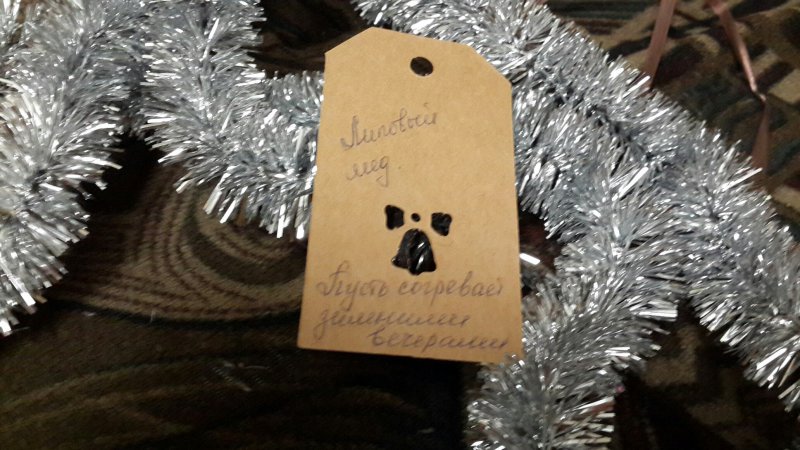 Липовый
мёд.
Пусть согревает
зимними
вечерами